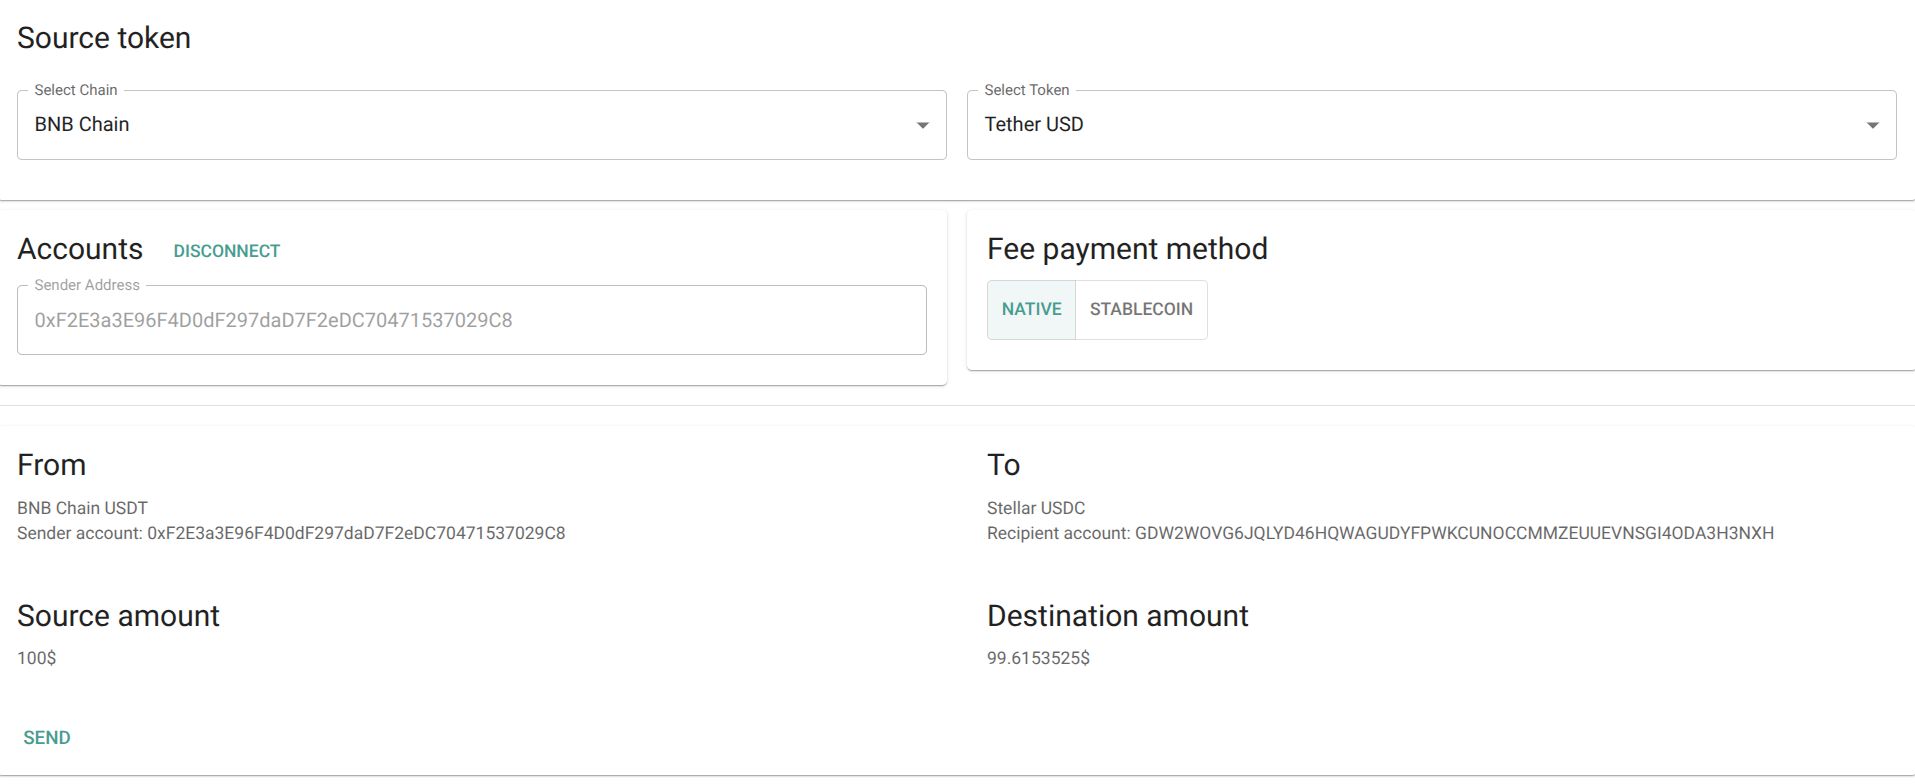 Source token
Select Chain
BNB Chain
Select Token
Tether USD
Accounts
DISCONNECT
Sender Address
0xF2E3a3E96F4D0dF297daD7F2eDC70471537029C8
Fee payment method
NATIVE
STABLECOIN
From
BNB Chain USDT
Sender account: 0xF2E3a3E96F4D0dF297daD7F2eDC70471537029C8
To
Stellar USDC
Recipient account: GDW2WOVG6JQLYD46HQWAGUDYFPWKCUNOCCMMZEUUEVNSGI4ODA3H3NXH
Source amount
100$
Destination amount
99.6153525$
SEND